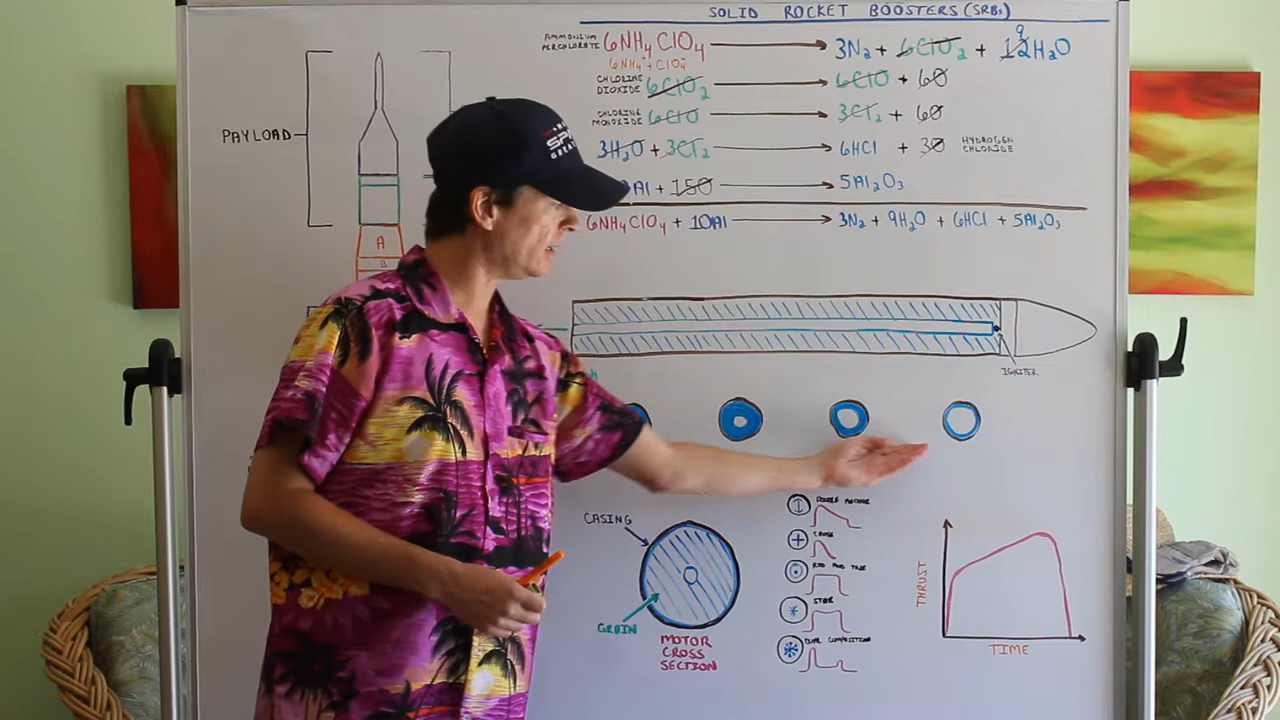 SOLID ROCKET BOOSTERS (SRBs)
AMMONIUM PERCHLORATE 6NH₄ClO₄ → 3N₂ + 6ClO₂ + 12 9 H₂O
6NH₄⁺ClO₄⁻
CHLORINE DIOXIDE 6ClO₂ → 6ClO + 6O
CHLORINE MONOXIDE 6ClO → 3Cl₂ + 6O
3H₂O + 3Cl₂ → 6HCl + 3O HYDROGEN CHLORIDE
Al + 15O → 5Al₂O₃
6NH₄ClO₄ + 10Al → 3N₂ + 9H₂O + 6HCl + 5Al₂O₃
PAYLOAD
A
B
IGNITER
CASING
GRAIN
MOTOR
CROSS
SECTION
DOUBLE ANCHOR
CROSS
ROD AND TUBE
STAR
DUAL COMPOSITION
THRUST
TIME